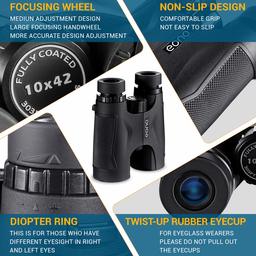 FOCUSING WHEEL
MEDIUN ADJUSTMENT DESIGN
LARGE FOCUSING HANDWHEEL
MORE ACCURATE DESIGN ADJUSTMENT
NON-SLIP DESIGN
COMFORTABLE GRIP
NOT EASY TO SLIP
FULLY COATED
10x42
DIOPTER RING
THIS IS FOR THOSE WHO HAVE
DIFFERENT EYESIGHT IN RIGHT
AND LEFT EYES
TWIST-UP RUBBER EYECUP
FOR EYEGLASS WEARERS
PLEASE DO NOT PULL OUT
THE EYECUPS